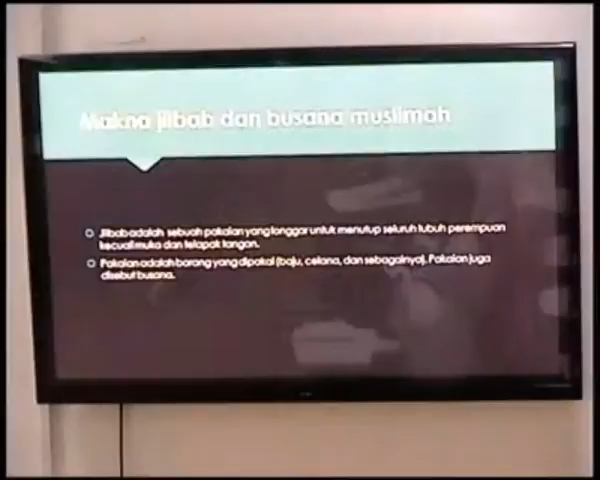 Makna jilbab dan busana muslimah
Jilbab adalah sebuah pakaian yang longgar untuk menutup seluruh tubuh perempuan
kecuali muka dan telapak tangan.
Pakaian adalah barang yang dipakai (baju, celana, dan sebagainya). Pakaian juga
disebut busana.